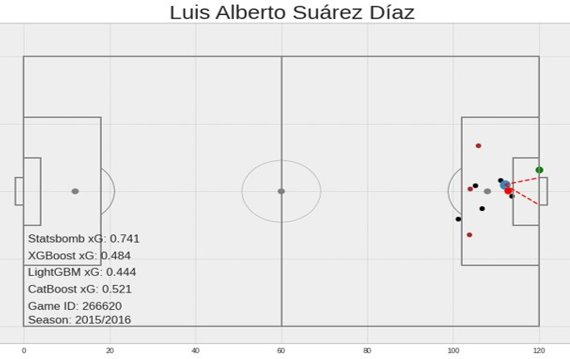 Luis Alberto Suárez Díaz
Statsbomb xG: 0.741
XGBoost xG: 0.484
LightGBM xG: 0.444
CatBoost xG: 0.521
Game ID: 266620
Season: 2015/2016
0 20 40 60 80 100 120